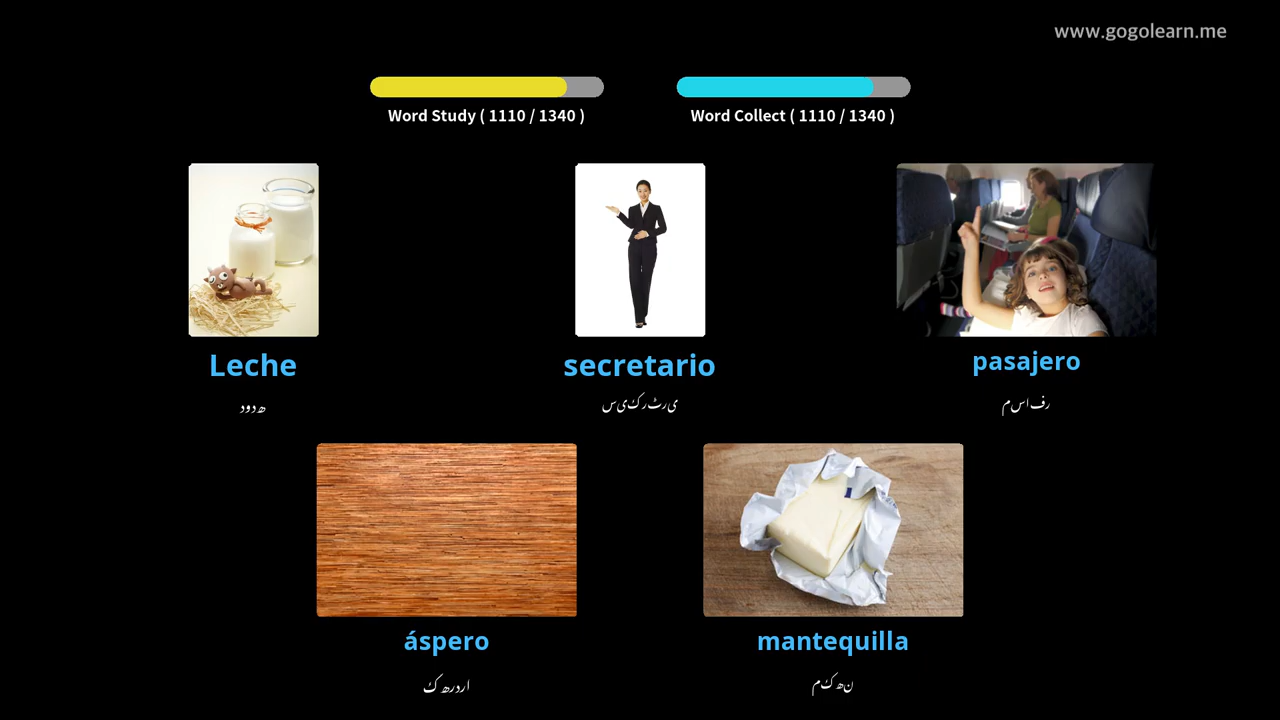 www.gogolearn.me
Word Study ( 1110 / 1340 )
Word Collect ( 1110 / 1340 )
Leche
دودھ
secretario
سیکرٹری
pasajero
مسافر
áspero
کھردرا
mantequilla
مکھن